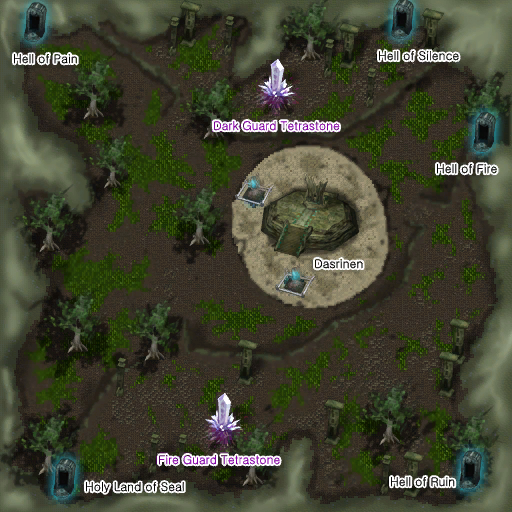 Hell of Pain
Hell of Silence
Dark Guard Tetrastone
Hell of Fire
Dasrinen
Fire Guard Tetrastone
Holy Land of Seal
Hell of Ruin